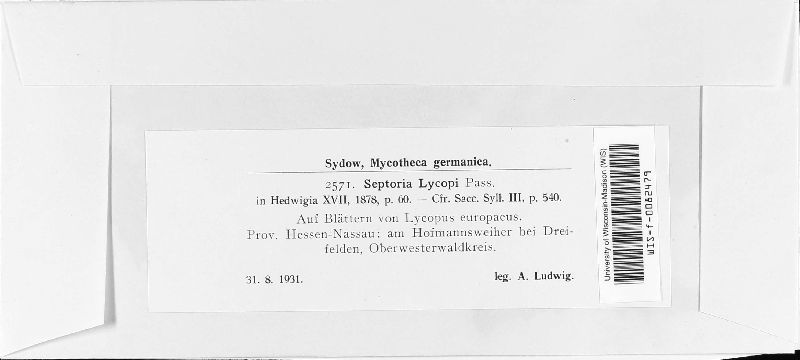 Sydow, Mycotheca germanica.
2571. Septoria Lycopi Pass.
in Hedwigia XVII, 1878, p. 60. — Cfr. Sacc. Syll. III. p. 540.
Auf Blättern von Lycopus europaeus.
Prov. Hessen-Nassau: am Hofmannsweiher bei Drei-
felden, Oberwesterwaldkreis.
31. 8. 1931. leg. A. Ludwig.
University of Wisconsin-Madison (WIS)
WIS-f-0082479